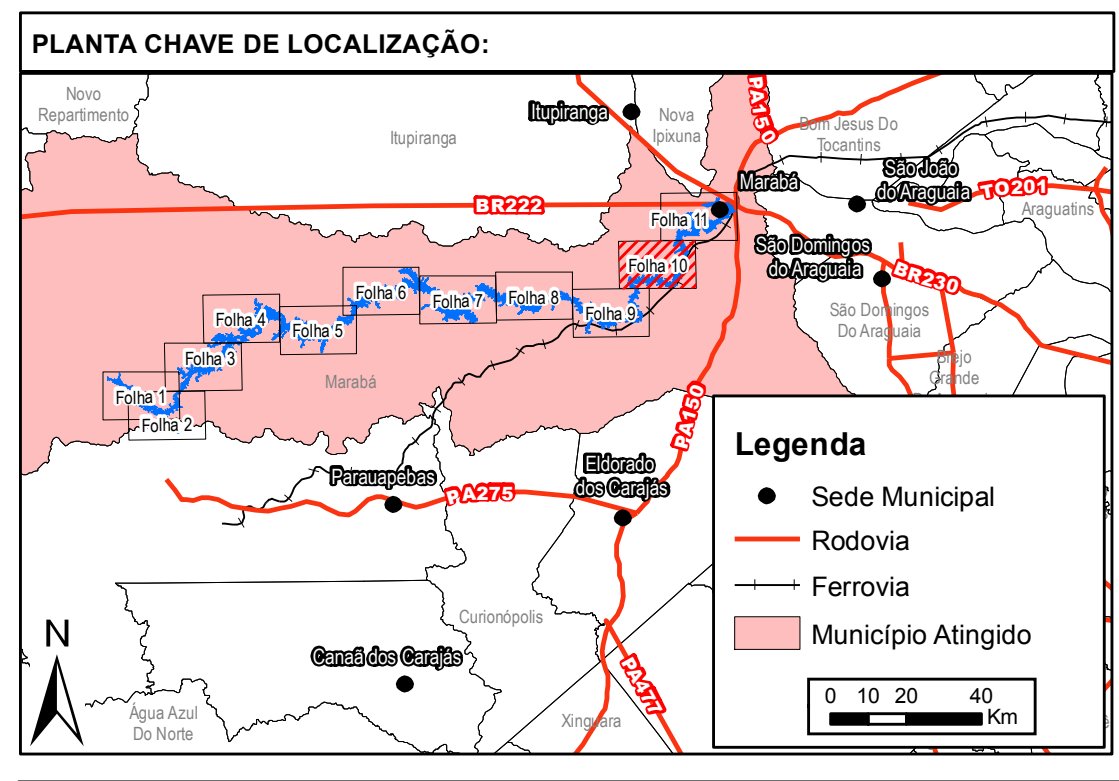 PLANTA CHAVE DE LOCALIZAÇÃO:
Novo
Repartimento
Itupiranga
Itupiranga
Nova
Ipixuna
PA150
Bom Jesus Do
Tocantins
São João
do Araguaia
TO201
Araguatins
Marabá
BR222
Folha 11
São Domingos
do Araguaia
BR230
Folha 10
Folha 6
Folha 7
Folha 8
Folha 9
Folha 4
Folha 5
São Domingos
Do Araguaia
Folha 3
Marabá
Brejo
Grande
Folha 1
Folha 2
PA150
Parauapebas
PA275
Eldorado
dos Carajás
Curionópolis
Canaã dos Carajás
PA477
Água Azul
Do Norte
Xinguara
N
Legenda
Sede Municipal
Rodovia
Ferrovia
Município Atingido
0 10 20 40
Km